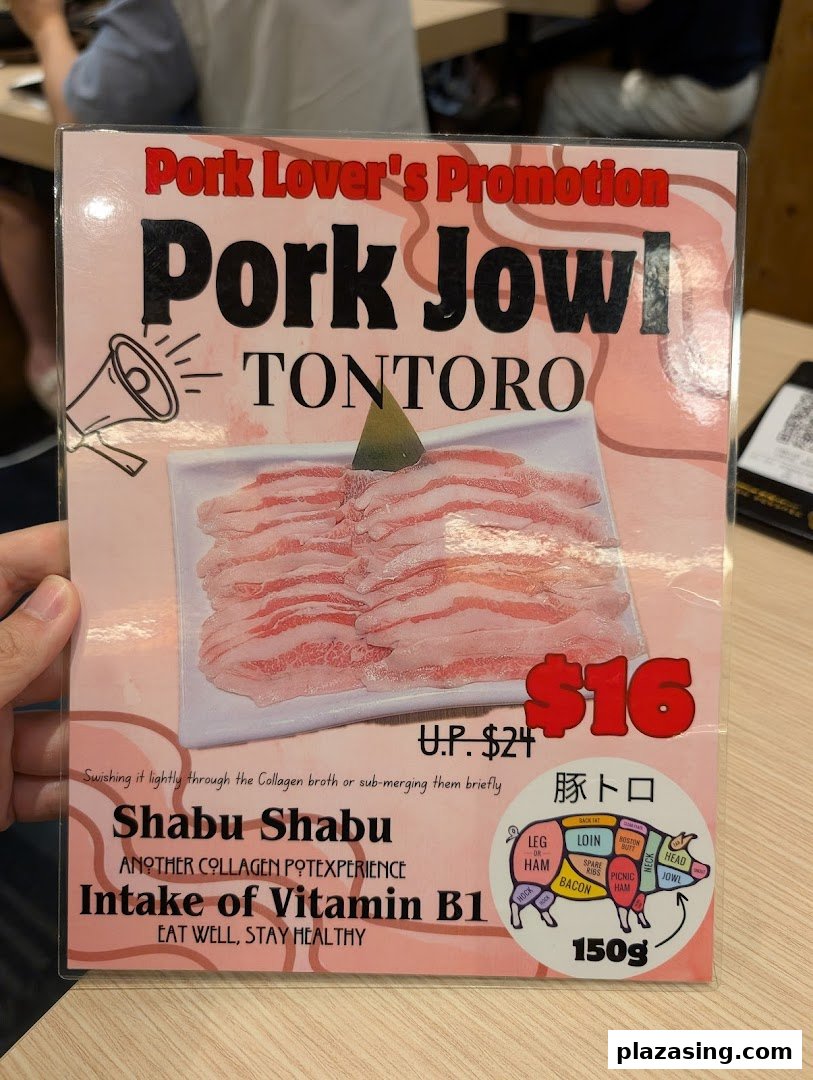 Pork Lover's Promotion
Pork Jowl
TONTORO
$16
U.P. $24
Swishing it lightly through the Collagen broth or sub-merging them briefly
Shabu Shabu
ANOTHER COLLAGEN POTEXPERIENCE
Intake of Vitamin B1
EAT WELL, STAY HEALTHY
豚トロ
BACK FAT
LEG
OR
HAM
LOIN
BOSTON
BUTT
SPARE
RIBS
BACON
PICNIC
HAM
NECK
HEAD
JOWL
HOCK
HOCK
150g
plazasing.com